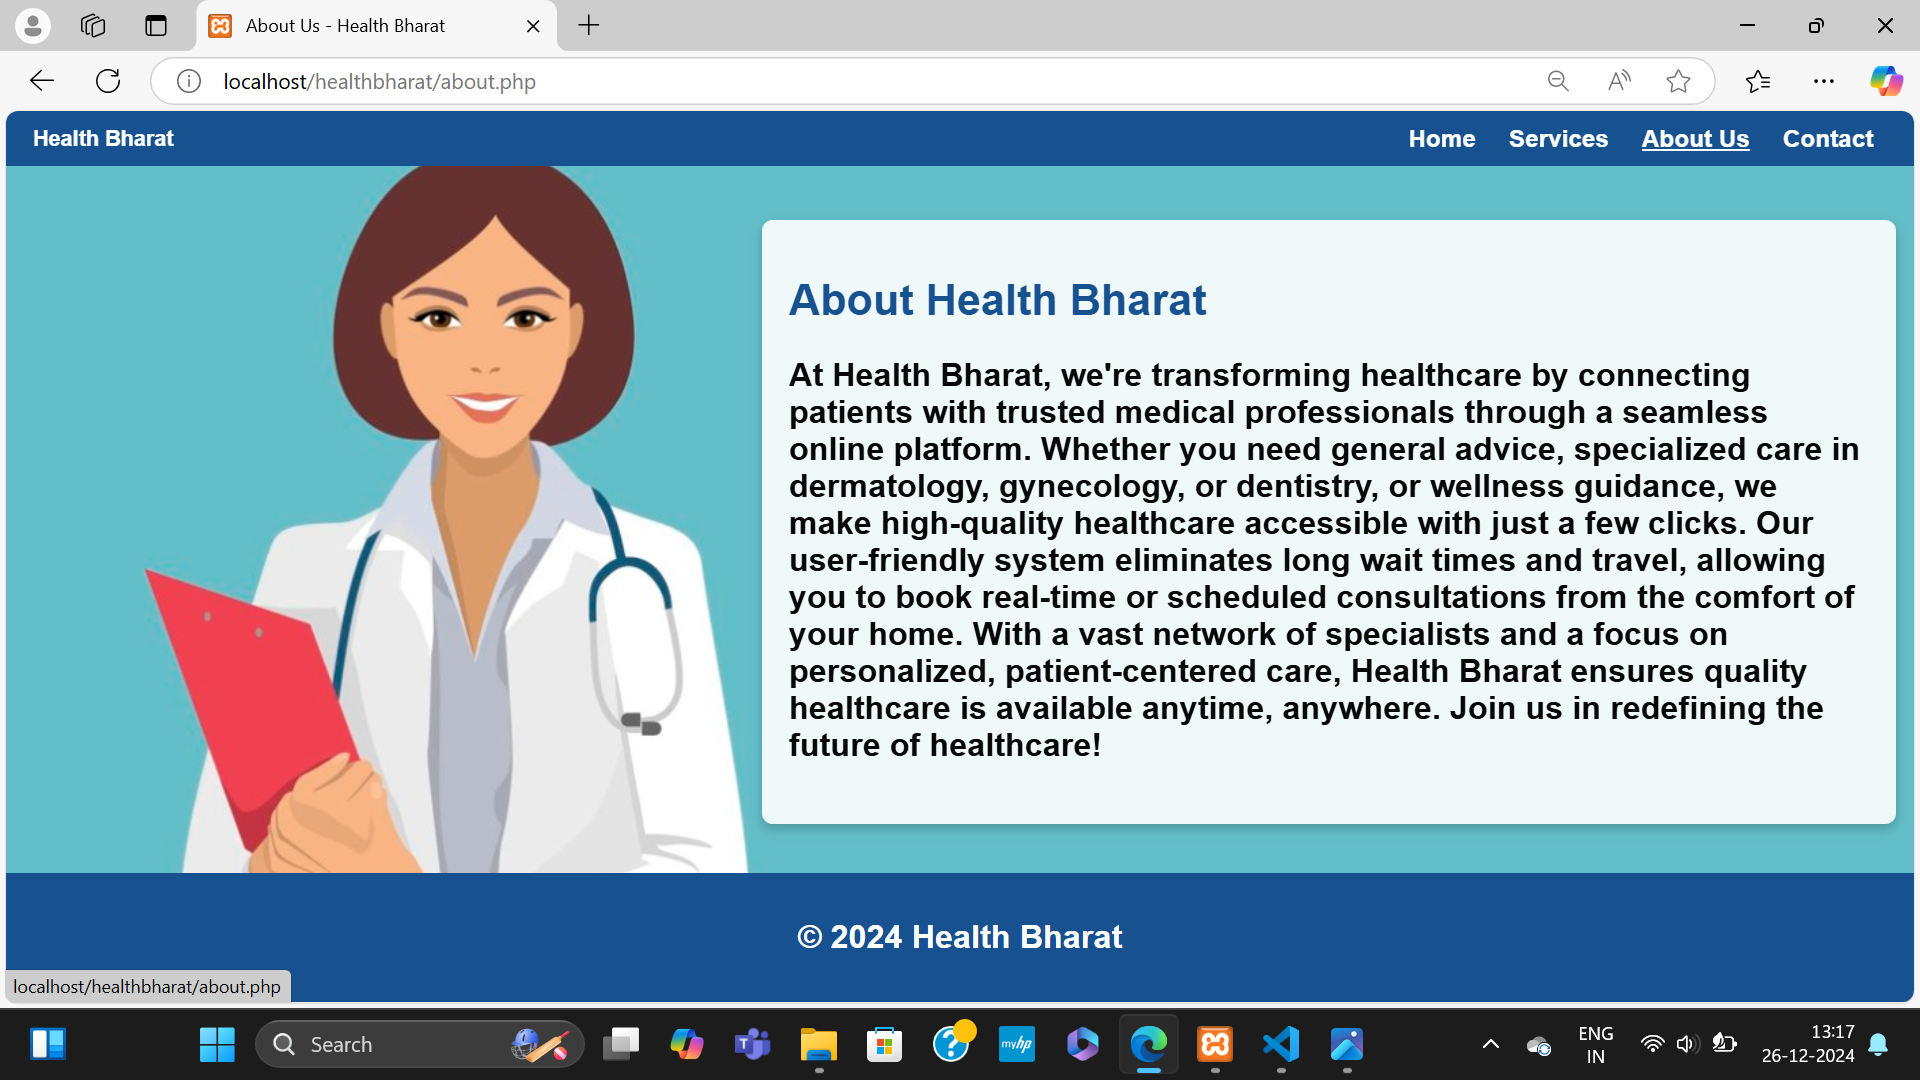 About Us - Health Bharat
localhost/healthbharat/about.php
Health Bharat
Home Services About Us Contact
About Health Bharat
At Health Bharat, we're transforming healthcare by connecting
patients with trusted medical professionals through a seamless
online platform. Whether you need general advice, specialized care in
dermatology, gynecology, or dentistry, or wellness guidance, we
make high-quality healthcare accessible with just a few clicks. Our
user-friendly system eliminates long wait times and travel, allowing
you to book real-time or scheduled consultations from the comfort of
your home. With a vast network of specialists and a focus on
personalized, patient-centered care, Health Bharat ensures quality
healthcare is available anytime, anywhere. Join us in redefining the
future of healthcare!
© 2024 Health Bharat
localhost/healthbharat/about.php
Search
myhp
ENG
IN
13:17
26-12-2024